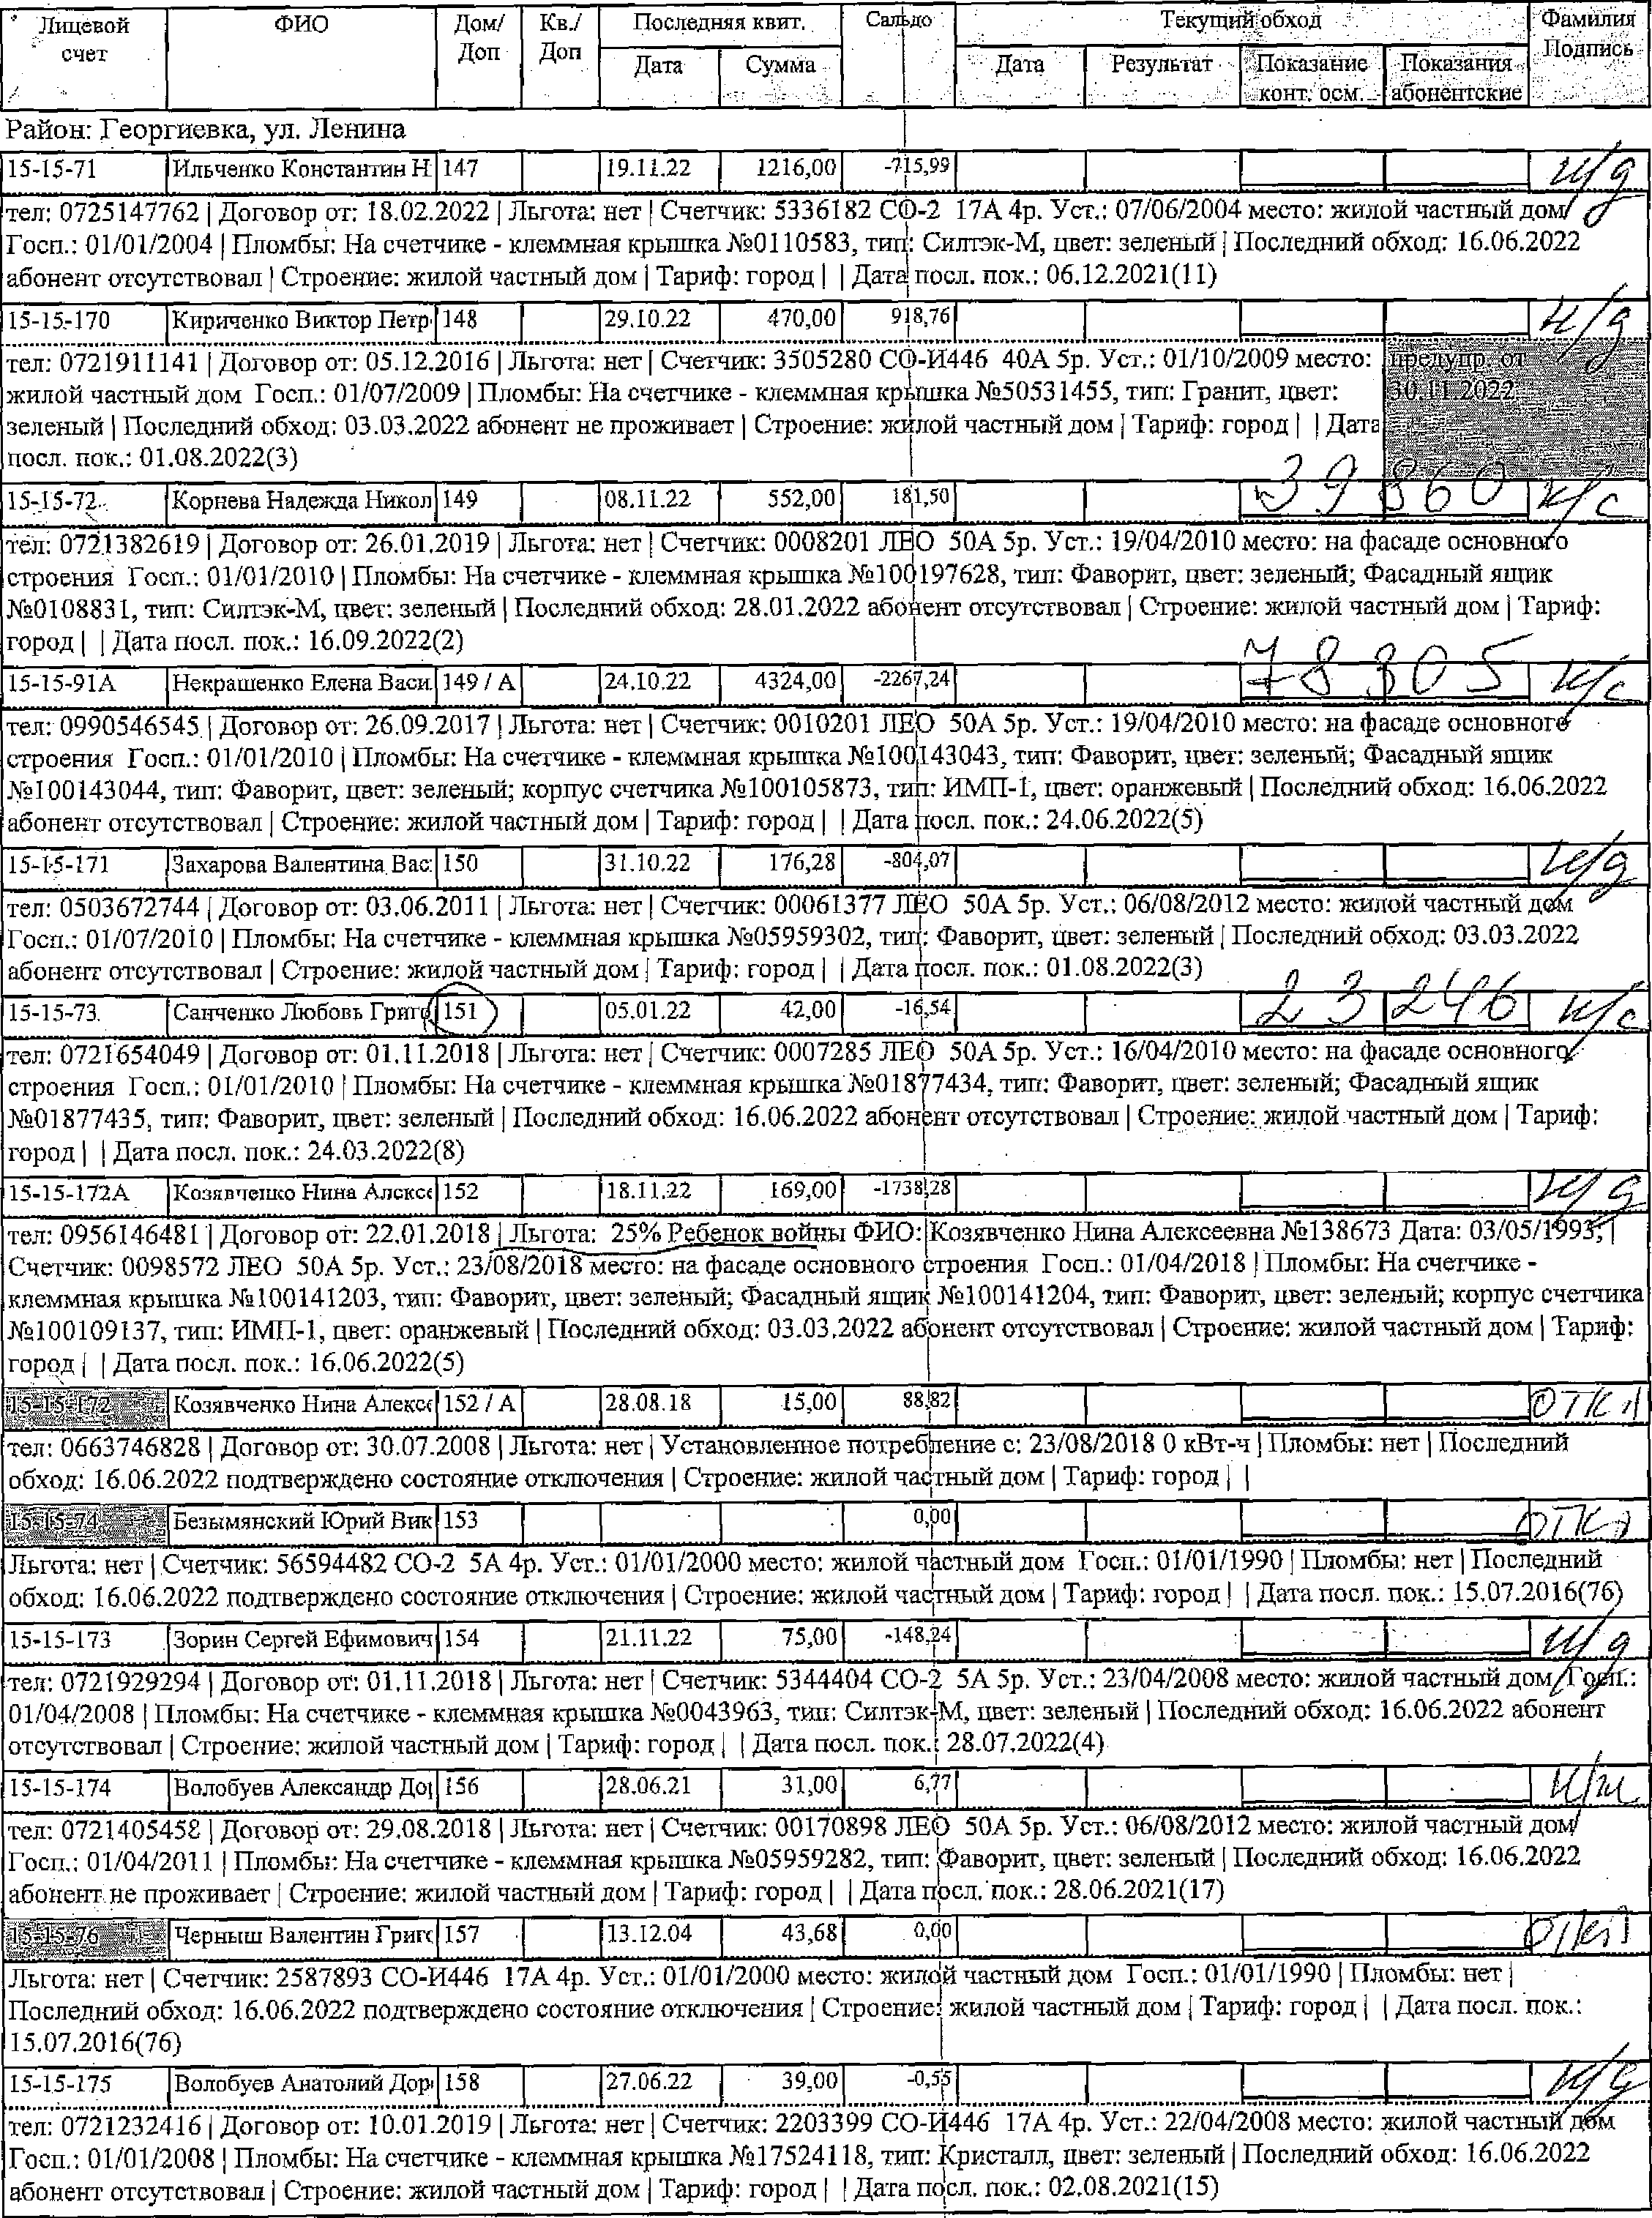 Лицевой счет | ФИО | Дом/ Доп | Кв./ Доп | Последняя квит. | Сальдо | Текущий обход | Фамилия Подпись
Дата | Сумма | Дата | Результат | Показание конт. осм. | Показания абонентские
Район: Георгиевка, ул. Ленина
15-15-71 | Ильченко Константин Н | 147 | 19.11.22 | 1216,00 | -715,99 | н/д
тел: 0725147762 | Договор от: 18.02.2022 | Льгота: нет | Счетчик: 5336182 СО-2 17А 4р. Уст.: 07/06/2004 место: жилой частный дом
Госп.: 01/01/2004 | Пломбы: На счетчике - клеммная крышка №0110583, тип: Силтэк-М, цвет: зеленый | Последний обход: 16.06.2022
абонент отсутствовал | Строение: жилой частный дом | Тариф: город | | Дата посл. пок.: 06.12.2021(11)
15-15-170 | Кириченко Виктор Петр | 148 | 29.10.22 | 470,00 | 918,76 | н/д
тел: 0721911141 | Договор от: 05.12.2016 | Льгота: нет | Счетчик: 3505280 СО-И446 40А 5р. Уст.: 01/10/2009 место: предупр. от
жилой частный дом Госп.: 01/07/2009 | Пломбы: На счетчике - клеммная крышка №50531455, тип: Гранит, цвет: 30.11.2022
зеленый | Последний обход: 03.03.2022 абонент не проживает | Строение: жилой частный дом | Тариф: город | | Дата
посл. пок.: 01.08.2022(3)
15-15-72 | Корнева Надежда Никол | 149 | 08.11.22 | 552,00 | 181,50 | 39860 | н/с
тел: 0721382619 | Договор от: 26.01.2019 | Льгота: нет | Счетчик: 0008201 ЛЕО 50А 5р. Уст.: 19/04/2010 место: на фасаде основного
строения Госп.: 01/01/2010 | Пломбы: На счетчике - клеммная крышка №100197628, тип: Фаворит, цвет: зеленый; Фасадный ящик
№0108831, тип: Силтэк-М, цвет: зеленый | Последний обход: 28.01.2022 абонент отсутствовал | Строение: жилой частный дом | Тариф:
город | | Дата посл. пок.: 16.09.2022(2)
15-15-91А | Некрашенко Елена Васи | 149 / А | 24.10.22 | 4324,00 | -2267,24 | 78805 | н/с
тел: 0990546545 | Договор от: 26.09.2017 | Льгота: нет | Счетчик: 0010201 ЛЕО 50А 5р. Уст.: 19/04/2010 место: на фасаде основного
строения Госп.: 01/01/2010 | Пломбы: На счетчике - клеммная крышка №100143043, тип: Фаворит, цвет: зеленый; Фасадный ящик
№100143044, тип: Фаворит, цвет: зеленый; корпус счетчика №100105873, тип: ИМП-1, цвет: оранжевый | Последний обход: 16.06.2022
абонент отсутствовал | Строение: жилой частный дом | Тариф: город | | Дата посл. пок.: 24.06.2022(5)
15-15-171 | Захарова Валентина Вас | 150 | 31.10.22 | 176,28 | -804,07 | н/д
тел: 0503672744 | Договор от: 03.06.2011 | Льгота: нет | Счетчик: 00061377 ЛЕО 50А 5р. Уст.: 06/08/2012 место: жилой частный дом
Госп.: 01/07/2010 | Пломбы: На счетчике - клеммная крышка №05959302, тип: Фаворит, цвет: зеленый | Последний обход: 03.03.2022
абонент отсутствовал | Строение: жилой частный дом | Тариф: город | | Дата посл. пок.: 01.08.2022(3)
15-15-73 | Санченко Любовь Григо | 151 | 05.01.22 | 42,00 | -16,54 | 23246 | н/с
тел: 0721654049 | Договор от: 01.11.2018 | Льгота: нет | Счетчик: 0007285 ЛЕО 50А 5р. Уст.: 16/04/2010 место: на фасаде основного
строения Госп.: 01/01/2010 | Пломбы: На счетчике - клеммная крышка №01877434, тип: Фаворит, цвет: зеленый; Фасадный ящик
№01877435, тип: Фаворит, цвет: зеленый | Последний обход: 16.06.2022 абонент отсутствовал | Строение: жилой частный дом | Тариф:
город | | Дата посл. пок.: 24.03.2022(8)
15-15-172А | Козявченко Нина Алексе | 152 | 18.11.22 | 169,00 | -1738,28 | н/д
тел: 0956146481 | Договор от: 22.01.2018 | Льгота: 25% Ребенок войны ФИО: Козявченко Нина Алексеевна №138673 Дата: 03/05/1993; |
Счетчик: 0098572 ЛЕО 50А 5р. Уст.: 23/08/2018 место: на фасаде основного строения Госп.: 01/04/2018 | Пломбы: На счетчике -
клеммная крышка №100141203, тип: Фаворит, цвет: зеленый; Фасадный ящик №100141204, тип: Фаворит, цвет: зеленый; корпус счетчика
№100109137, тип: ИМП-1, цвет: оранжевый | Последний обход: 03.03.2022 абонент отсутствовал | Строение: жилой частный дом | Тариф:
город | | Дата посл. пок.: 16.06.2022(5)
15-15-172 | Козявченко Нина Алексе | 152 / А | 28.08.18 | 15,00 | 88,82 | откл
тел: 0663746828 | Договор от: 30.07.2008 | Льгота: нет | Установленное потребление с: 23/08/2018 0 кВт-ч | Пломбы: нет | Последний
обход: 16.06.2022 подтверждено состояние отключения | Строение: жилой частный дом | Тариф: город | |
15-15-74 | Безымянский Юрий Вик | 153 | 0,00 | откл
Льгота: нет | Счетчик: 56594482 СО-2 5А 4р. Уст.: 01/01/2000 место: жилой частный дом Госп.: 01/01/1990 | Пломбы: нет | Последний
обход: 16.06.2022 подтверждено состояние отключения | Строение: жилой частный дом | Тариф: город | | Дата посл. пок.: 15.07.2016(76)
15-15-173 | Зорин Сергей Ефимович | 154 | 21.11.22 | 75,00 | -148,24 | н/д
тел: 0721929294 | Договор от: 01.11.2018 | Льгота: нет | Счетчик: 5344404 СО-2 5А 5р. Уст.: 23/04/2008 место: жилой частный дом Госп.:
01/04/2008 | Пломбы: На счетчике - клеммная крышка №0043963, тип: Силтэк-М, цвет: зеленый | Последний обход: 16.06.2022 абонент
отсутствовал | Строение: жилой частный дом | Тариф: город | | Дата посл. пок.: 28.07.2022(4)
15-15-174 | Волобуев Александр До | 156 | 28.06.21 | 31,00 | 6,77 | н/ж
тел: 0721405458 | Договор от: 29.08.2018 | Льгота: нет | Счетчик: 00170898 ЛЕО 50А 5р. Уст.: 06/08/2012 место: жилой частный дом
Госп.: 01/04/2011 | Пломбы: На счетчике - клеммная крышка №05959282, тип: Фаворит, цвет: зеленый | Последний обход: 16.06.2022
абонент не проживает | Строение: жилой частный дом | Тариф: город | | Дата посл. пок.: 28.06.2021(17)
15-15-76 | Черныш Валентин Григо | 157 | 13.12.04 | 43,68 | 0,00 | откл
Льгота: нет | Счетчик: 2587893 СО-И446 17А 4р. Уст.: 01/01/2000 место: жилой частный дом Госп.: 01/01/1990 | Пломбы: нет |
Последний обход: 16.06.2022 подтверждено состояние отключения | Строение: жилой частный дом | Тариф: город | | Дата посл. пок.:
15.07.2016(76)
15-15-175 | Волобуев Анатолий Дор | 158 | 27.06.22 | 39,00 | -0,55 | н/д
тел: 0721232416 | Договор от: 10.01.2019 | Льгота: нет | Счетчик: 2203399 СО-И446 17А 4р. Уст.: 22/04/2008 место: жилой частный дом
Госп.: 01/01/2008 | Пломбы: На счетчике - клеммная крышка №17524118, тип: Кристалл, цвет: зеленый | Последний обход: 16.06.2022
абонент отсутствовал | Строение: жилой частный дом | Тариф: город | | Дата посл. пок.: 02.08.2021(15)